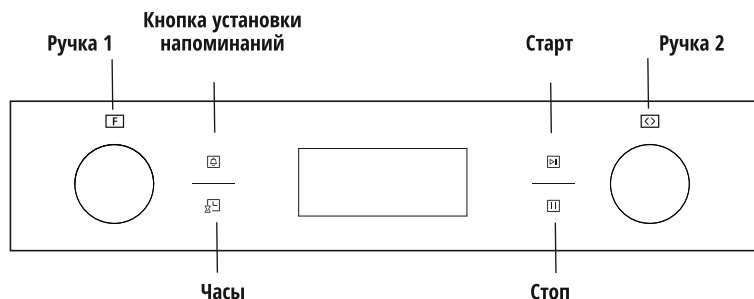 Кнопка установки
напоминаний
Ручка 1
Старт
Ручка 2
F
Часы
Стоп